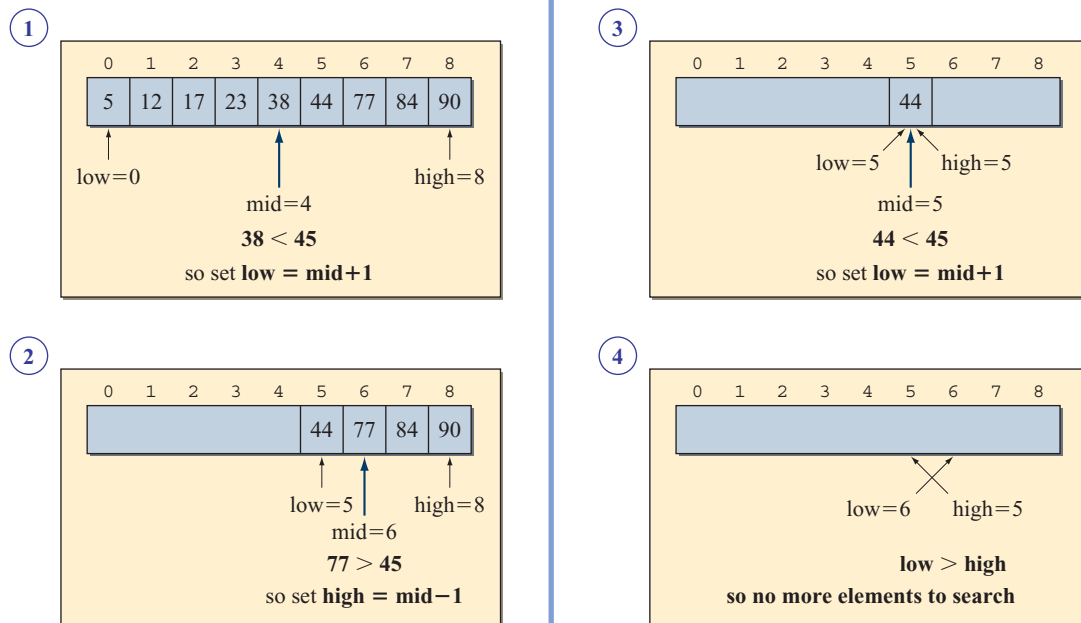 1
0 1 2 3 4 5 6 7 8
5 12 17 23 38 44 77 84 90
low=0 high=8
mid=4
38 < 45
so set low = mid+1
2
0 1 2 3 4 5 6 7 8
44 77 84 90
low=5 high=8
mid=6
77 > 45
so set high = mid−1
3
0 1 2 3 4 5 6 7 8
44
low=5 high=5
mid=5
44 < 45
so set low = mid+1
4
0 1 2 3 4 5 6 7 8
low=6 high=5
low > high
so no more elements to search